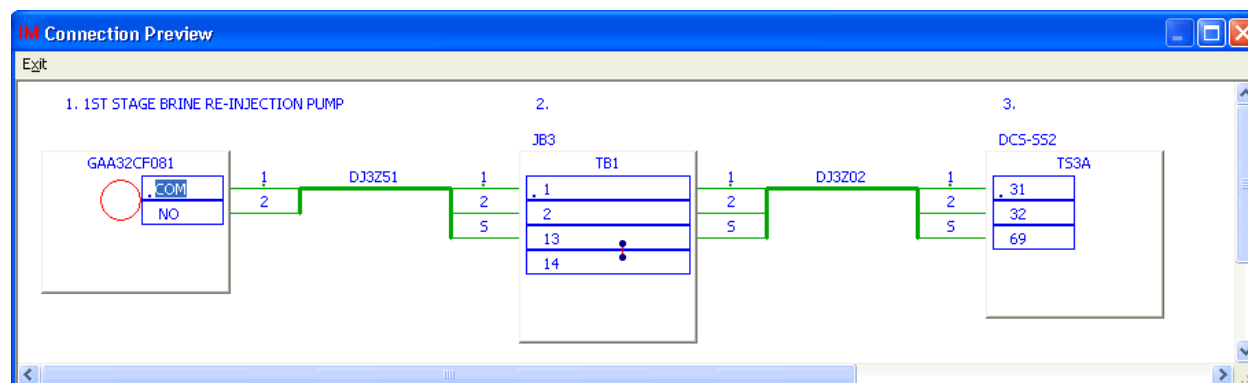 IM Connection Preview
Exit
1. 1ST STAGE BRINE RE-INJECTION PUMP 2. 3.
JB3 DCS-SS2
GAA32CF081 TB1 TS3A
1 DJ3Z51 1 1 DJ3Z02 1
.COM . 1 . 31
2 2 2 2
NO 2 32
S S S
13 69
14